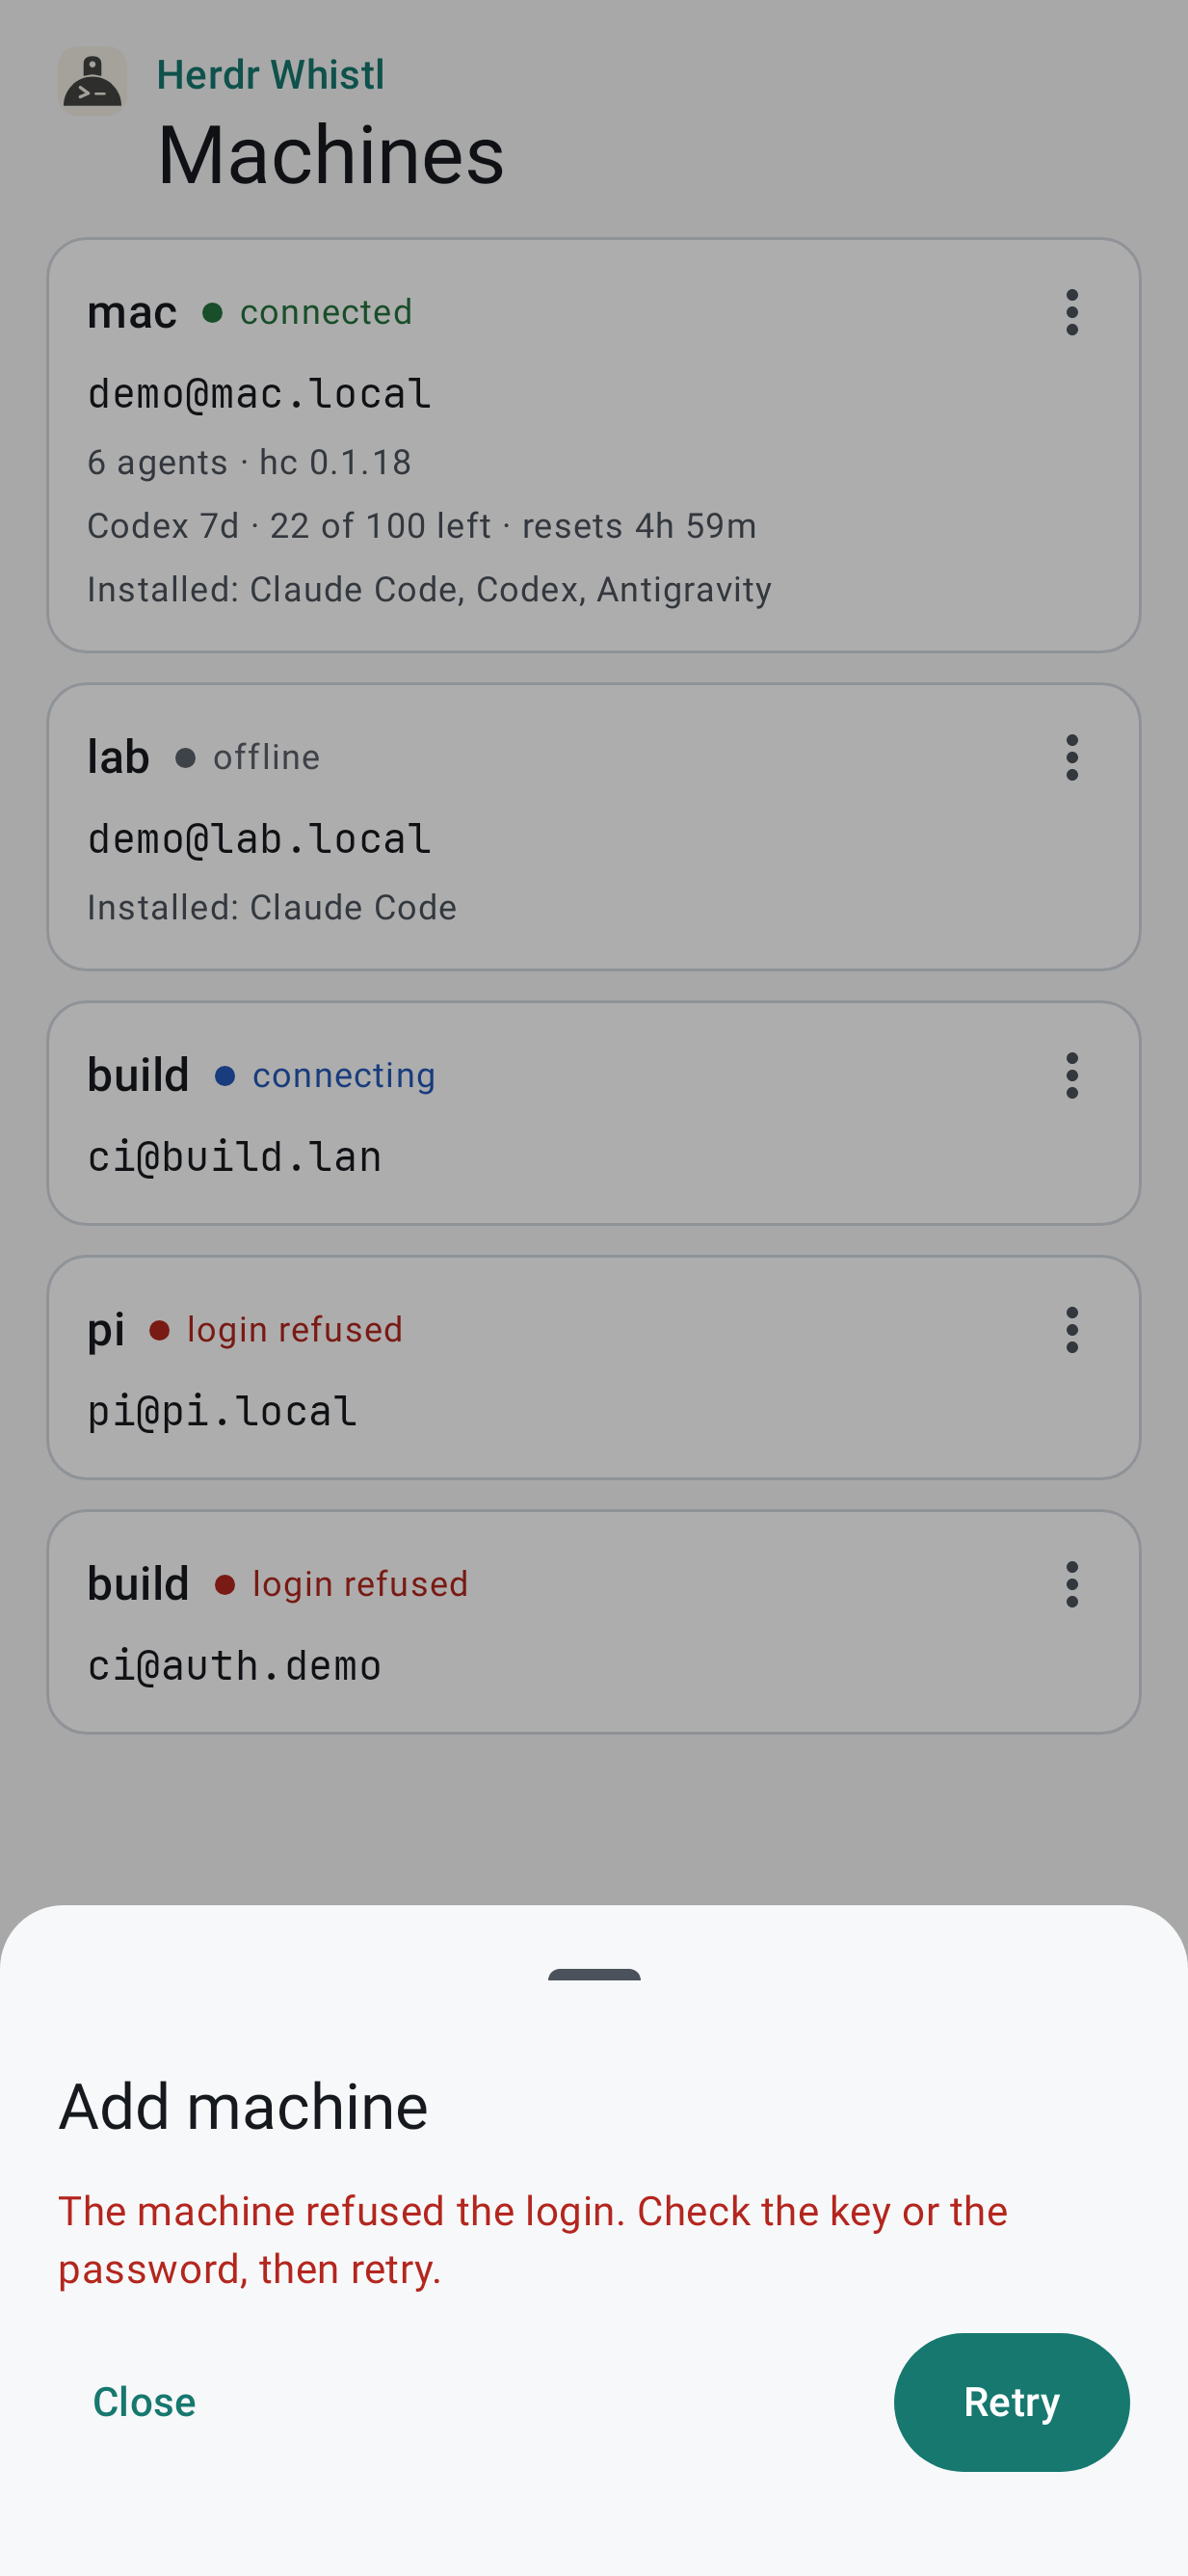 Herdr Whistl
Machines
mac ● connected
demo@mac.local
6 agents · hc 0.1.18
Codex 7d · 22 of 100 left · resets 4h 59m
Installed: Claude Code, Codex, Antigravity
lab ● offline
demo@lab.local
Installed: Claude Code
build ● connecting
ci@build.lan
pi ● login refused
pi@pi.local
build ● login refused
ci@auth.demo
Add machine
The machine refused the login. Check the key or the
password, then retry.
Close
Retry